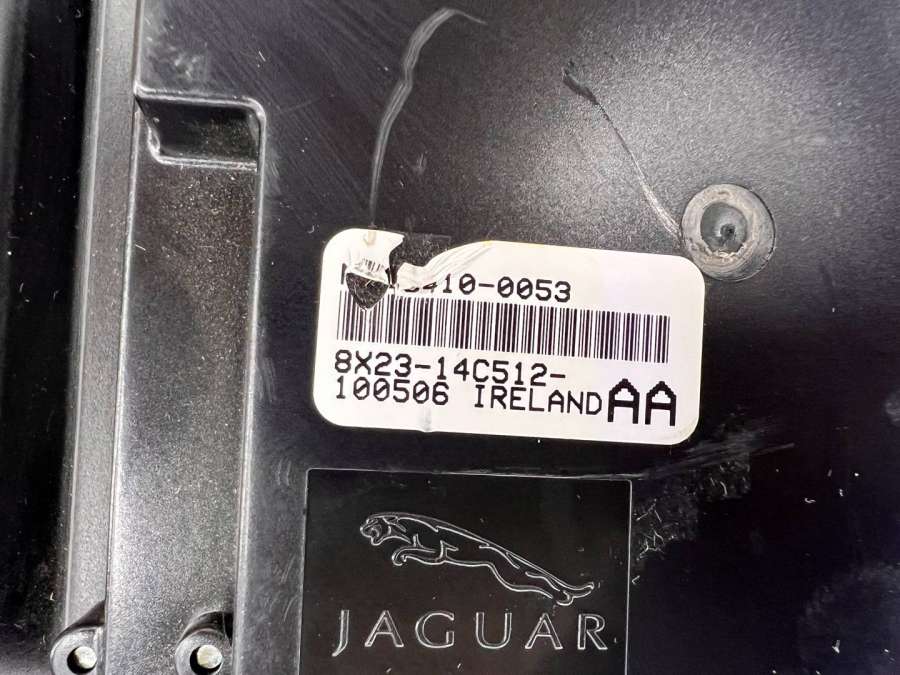 410-0053
8X23-14C512-
100506 IRELAND AA
JAGUAR